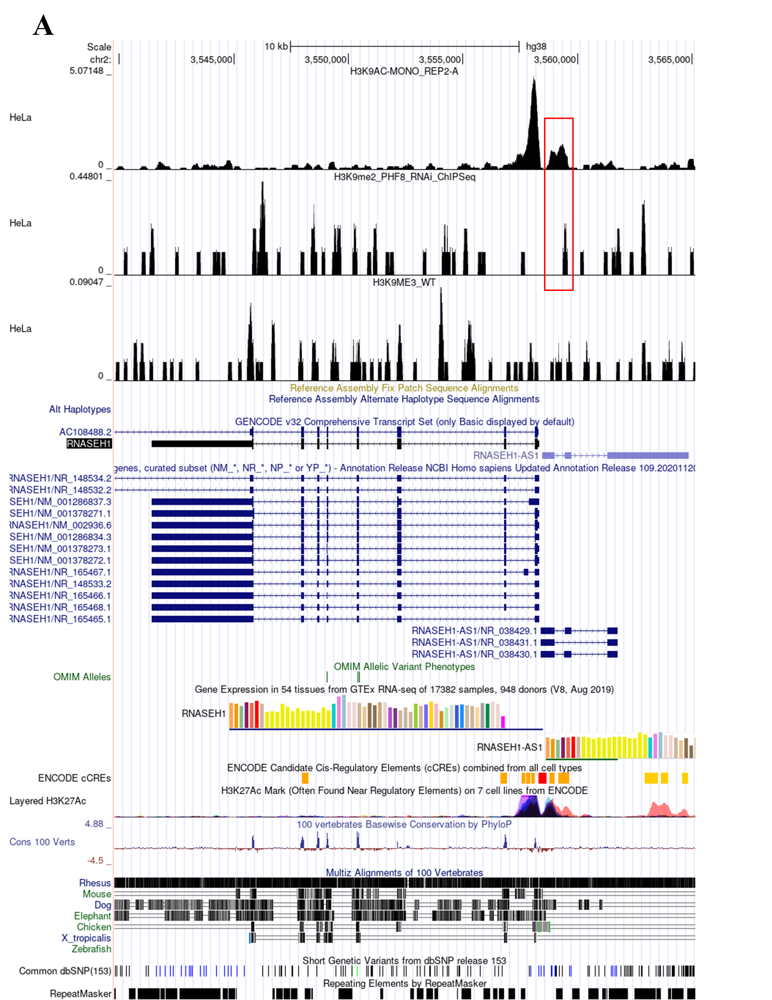 A
Scale 10 kb hg38
chr2: 3,545,000 3,550,000 3,555,000 3,560,000 3,565,000
5.07148 _ H3K9AC-MONO_REP2-A
HeLa
0 _
0.44801 _ H3K9me2_PHF8_RNAi_ChIPSeq
HeLa
0 _
0.09047 _ H3K9ME3_WT
HeLa
0 _
Reference Assembly Fix Patch Sequence Alignments
Reference Assembly Alternate Haplotype Sequence Alignments
Alt Haplotypes
GENCODE v32 Comprehensive Transcript Set (only Basic displayed by default)
AC108488.2
RNASEH1
RNASEH1-AS1
genes, curated subset (NM_*, NR_*, NP_* or YP_*) - Annotation Release NCBI Homo sapiens Updated Annotation Release 109.2020112
RNASEH1/NR_148534.2
RNASEH1/NR_148532.2
SEH1/NM_001286837.3
SEH1/NM_001378271.1
RNASEH1/NM_002936.6
SEH1/NM_001286834.3
SEH1/NM_001378273.1
SEH1/NM_001378272.1
RNASEH1/NR_165467.1
RNASEH1/NR_148533.2
RNASEH1/NR_165466.1
RNASEH1/NR_165468.1
RNASEH1/NR_165465.1
RNASEH1-AS1/NR_038429.1
RNASEH1-AS1/NR_038431.1
RNASEH1-AS1/NR_038430.1
OMIM Allelic Variant Phenotypes
OMIM Alleles
Gene Expression in 54 tissues from GTEx RNA-seq of 17382 samples, 948 donors (V8, Aug 2019)
RNASEH1
RNASEH1-AS1
ENCODE Candidate Cis-Regulatory Elements (cCREs) combined from all cell types
ENCODE cCREs
H3K27Ac Mark (Often Found Near Regulatory Elements) on 7 cell lines from ENCODE
Layered H3K27Ac
4.88 _ 100 vertebrates Basewise Conservation by PhyloP
Cons 100 Verts
-4.5 _
Multiz Alignments of 100 Vertebrates
Rhesus
Mouse
Dog
Elephant
Chicken
X_tropicalis
Zebrafish
Short Genetic Variants from dbSNP release 153
Common dbSNP(153)
Repeating Elements by RepeatMasker
RepeatMasker